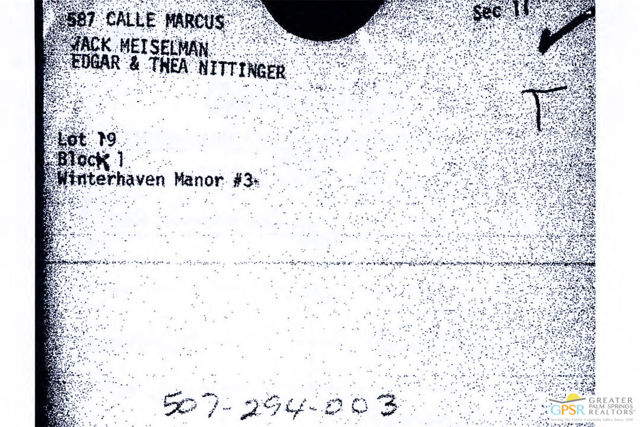 587 CALLE MARCUS
Sec 11
JACK MEISELMAN
EDGAR & THEA NITTINGER
T
Lot 19
Block 1
Winterhaven Manor #3
507-294-003
GPSR
GREATER
PALM SPRINGS
REALTORS®